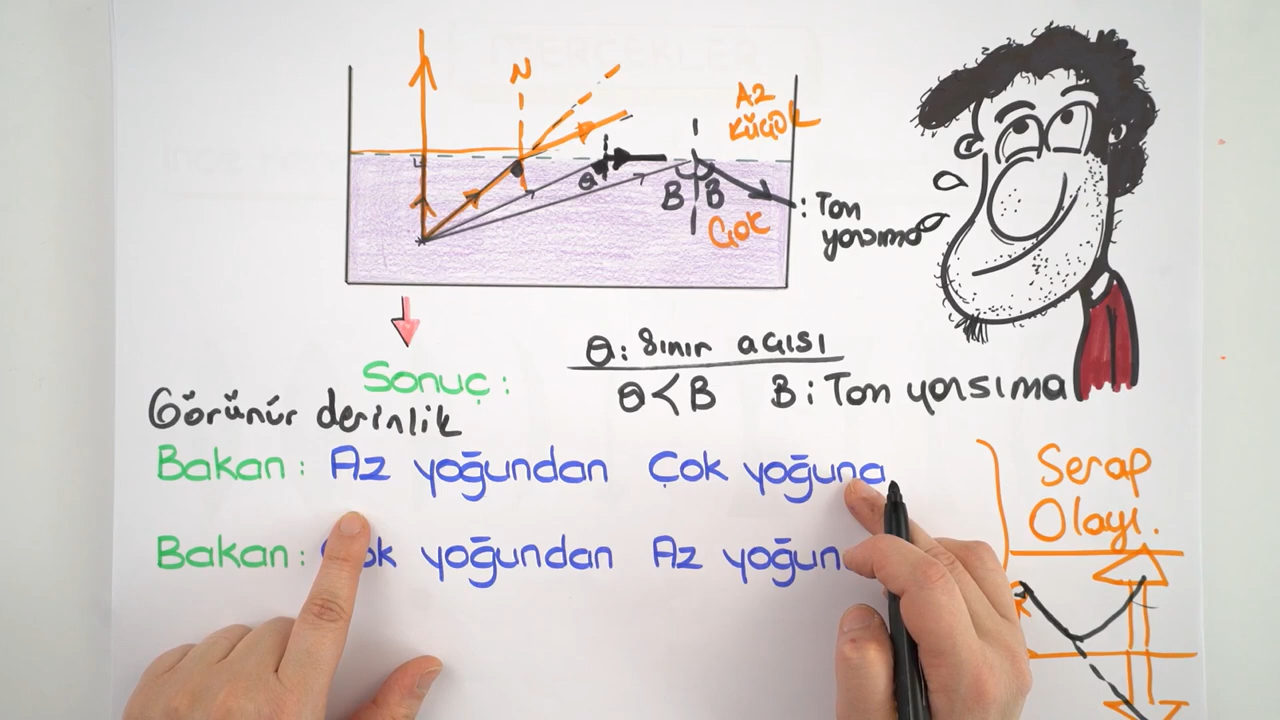 N
AZ
KÜÇÜK
θ
B B
ÇOK
: Tam
yansıma
θ: Sınır açısı
θ < B B: Tam yansıma
Sonuç:
Görünür derinlik
Bakan: Az yoğundan Çok yoğuna
Bakan: Çok yoğundan Az
Serap
Olayı.